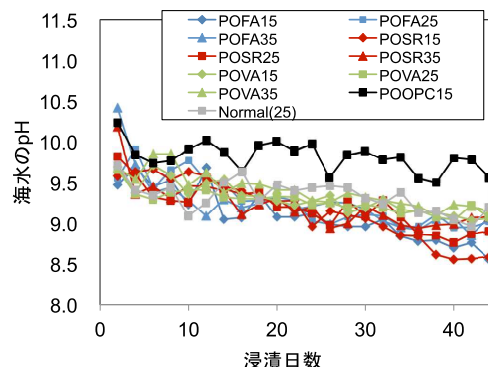 11.5
11.0
10.5
10.0
9.5
9.0
8.5
8.0
海水のpH
POFA15 POFA25
POFA35 POSR15
POSR25 POSR35
POVA15 POVA25
POVA35 POOPC15
Normal(25)
0 10 20 30 40
浸漬日数